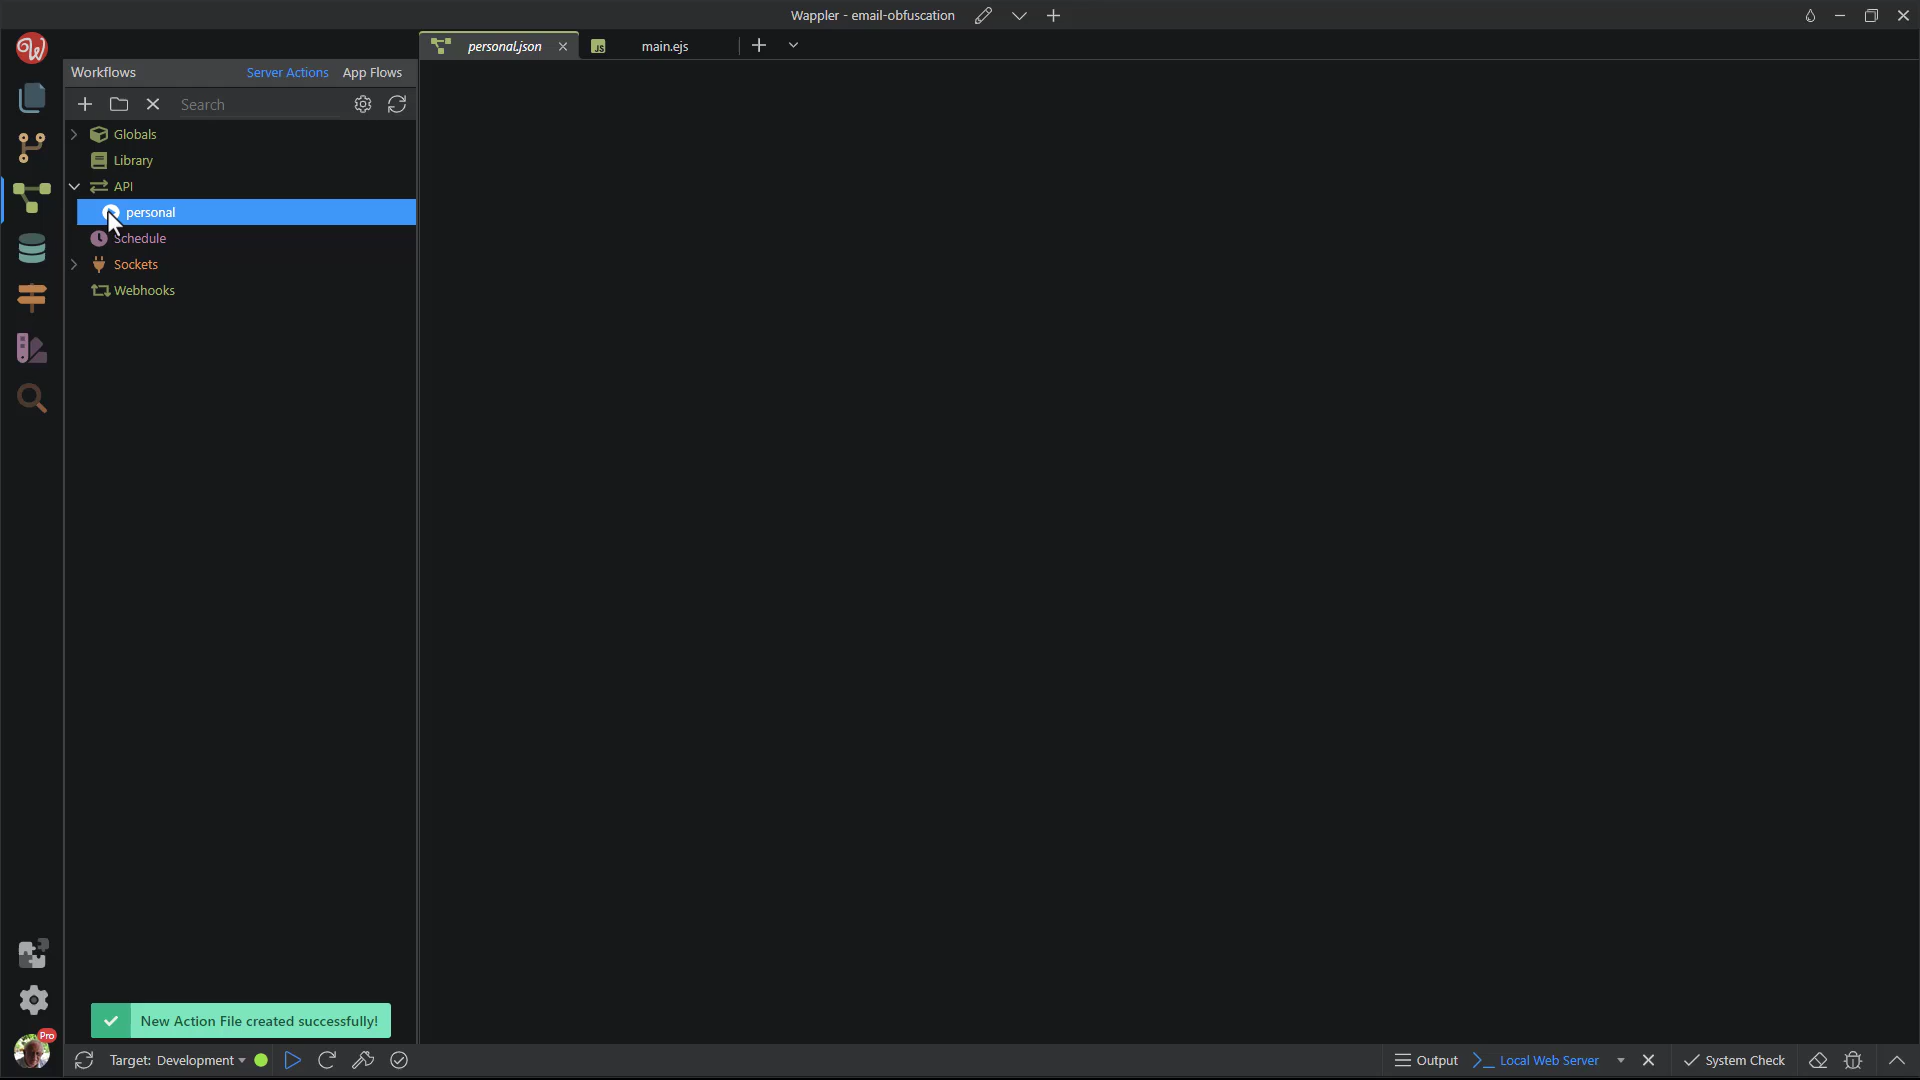 Wappler - email-obfuscation
personal.json
JS
main.ejs
Workflows
Server Actions
App Flows
Search
Globals
Library
API
personal
Schedule
Sockets
Webhooks
New Action File created successfully!
Pro
Target: Development
Output
Local Web Server
System Check